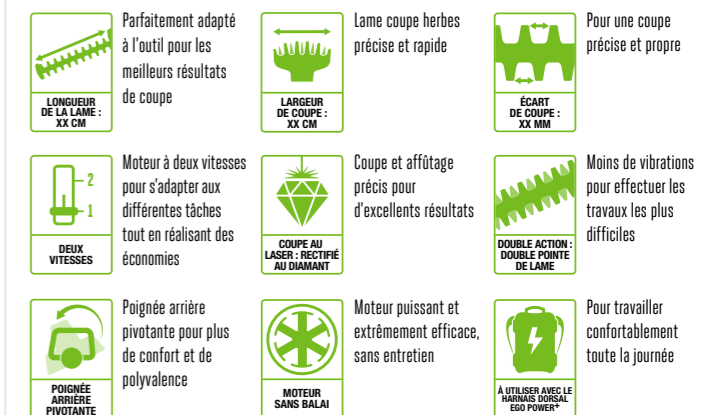 LONGUEUR
DE LA LAME :
XX CM
Parfaitement adapté
à l'outil pour les
meilleurs résultats
de coupe
LARGEUR
DE COUPE :
XX CM
Lame coupe herbes
précise et rapide
ÉCART
DE COUPE :
XX MM
Pour une coupe
précise et propre
2
1
DEUX
VITESSES
Moteur à deux vitesses
pour s'adapter aux
différentes tâches
tout en réalisant des
économies
COUPE AU
LASER : RECTIFIÉ
AU DIAMANT
Coupe et affûtage
précis pour
d'excellents résultats
DOUBLE ACTION :
DOUBLE POINTE
DE LAME
Moins de vibrations
pour effectuer les
travaux les plus
difficiles
POIGNÉE
ARRIÈRE
PIVOTANTE
Poignée arrière
pivotante pour plus
de confort et de
polyvalence
MOTEUR
SANS BALAI
Moteur puissant et
extrêmement efficace,
sans entretien
À UTILISER AVEC LE
HARNAIS DORSAL
EGO POWER+
Pour travailler
confortablement
toute la journée